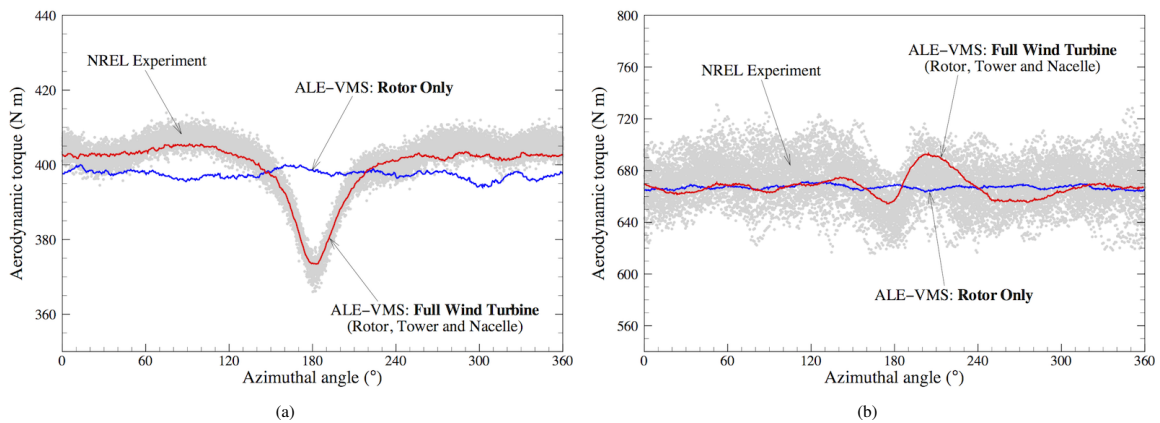 440
420
400
380
360
Aerodynamic torque (N m)
NREL Experiment
ALE−VMS: Rotor Only
ALE−VMS: Full Wind Turbine
(Rotor, Tower and Nacelle)
0 60 120 180 240 300 360
Azimuthal angle (°)
(a)
800
760
720
680
640
600
560
Aerodynamic torque (N m)
ALE−VMS: Full Wind Turbine
(Rotor, Tower and Nacelle)
NREL Experiment
ALE−VMS: Rotor Only
0 60 120 180 240 300 360
Azimuthal angle (°)
(b)